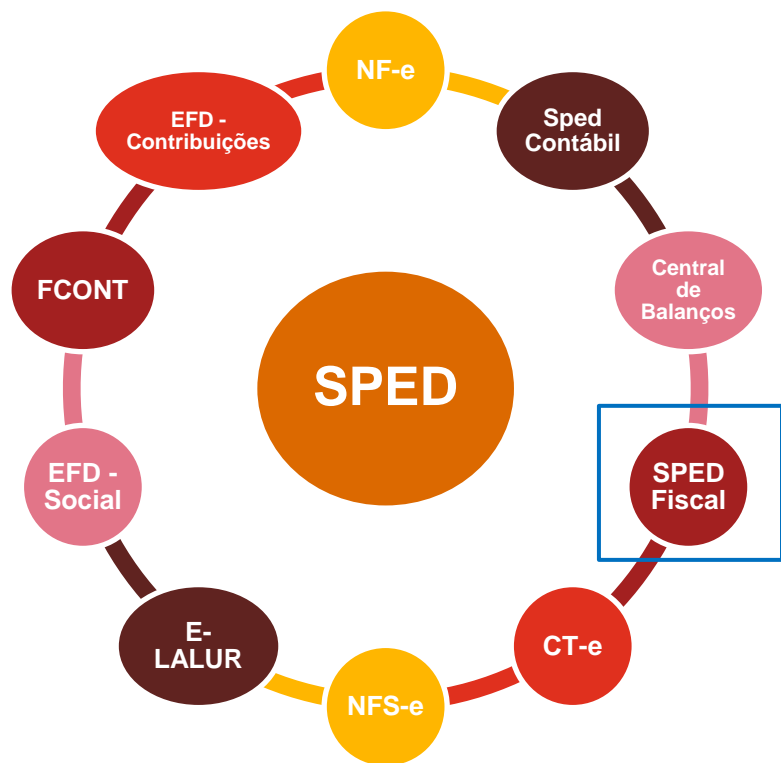 NF-e
EFD -
Contribuições
Sped
Contábil
FCONT
Central
de
Balanços
SPED
EFD -
Social
SPED
Fiscal
E-
LALUR
CT-e
NFS-e